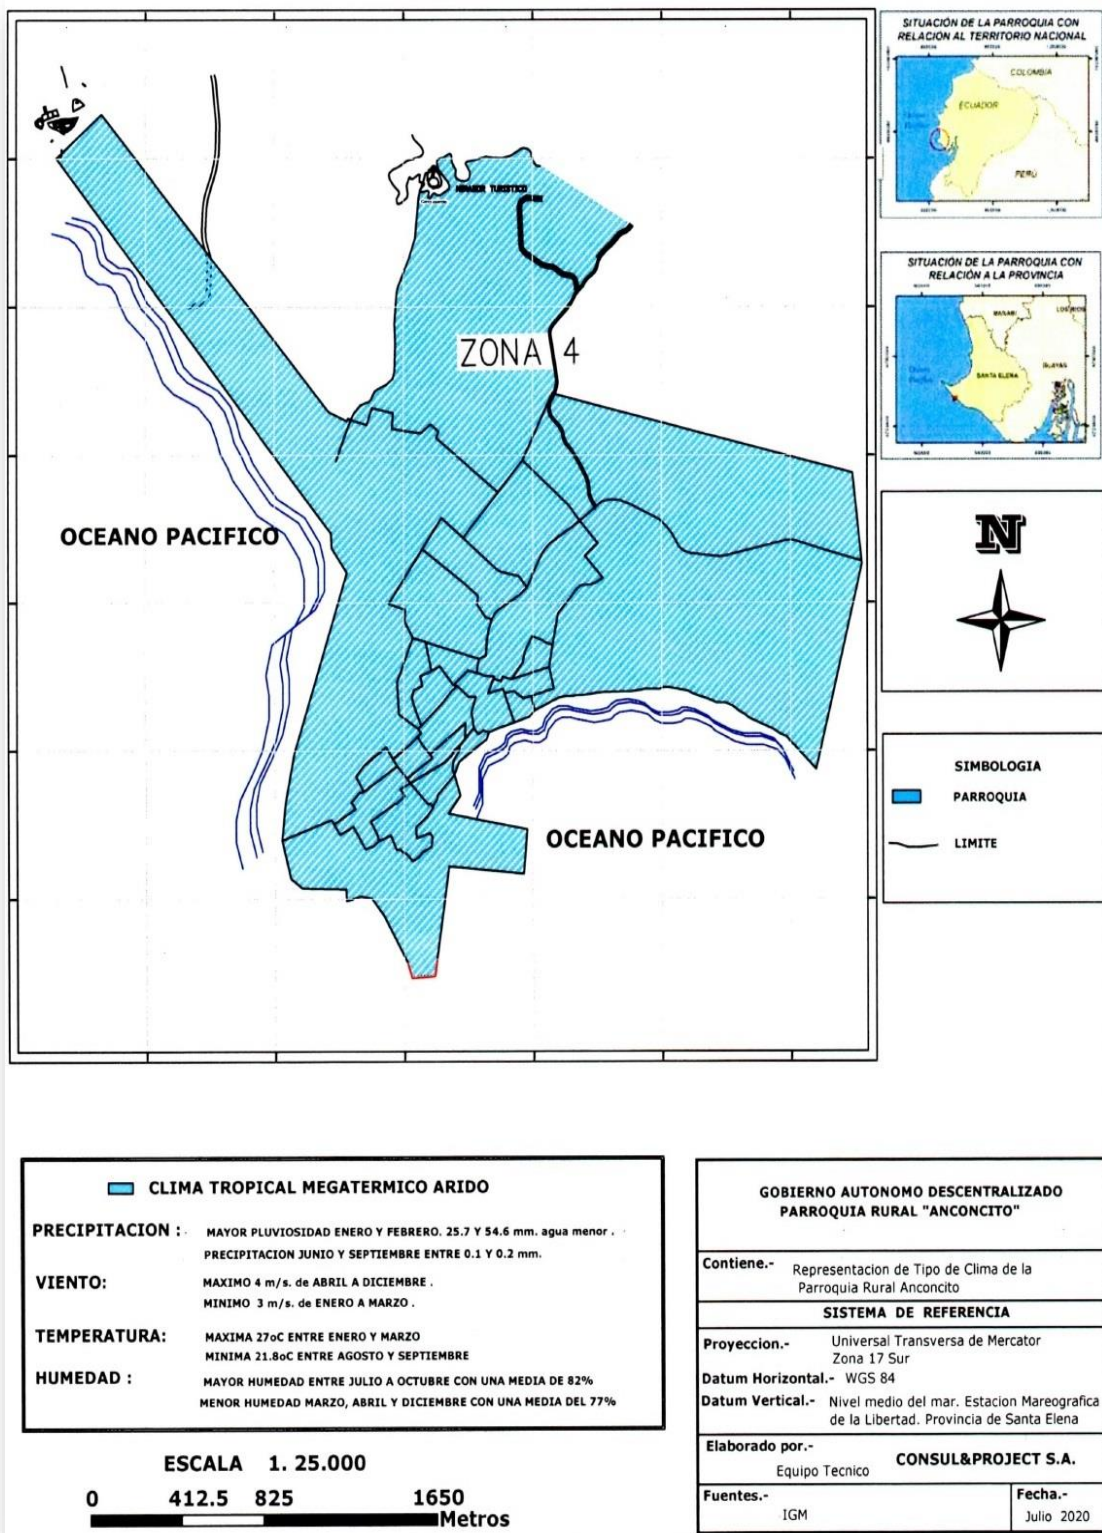 MIRADOR TURISTICO
ZONA 4
OCEANO PACIFICO
OCEANO PACIFICO
SITUACIÓN DE LA PARROQUIA CON
RELACIÓN AL TERRITORIO NACIONAL
COLOMBIA
ECUADOR
PERÚ
SITUACIÓN DE LA PARROQUIA CON
RELACIÓN A LA PROVINCIA
MANABI
LOS RIOS
SANTA ELENA
GUAYAS
N
SIMBOLOGIA
PARROQUIA
LIMITE
CLIMA TROPICAL MEGATERMICO ARIDO
PRECIPITACION : MAYOR PLUVIOSIDAD ENERO Y FEBRERO. 25.7 Y 54.6 mm. agua menor .
PRECIPITACION JUNIO Y SEPTIEMBRE ENTRE 0.1 Y 0.2 mm.
VIENTO: MAXIMO 4 m/s. de ABRIL A DICIEMBRE .
MINIMO 3 m/s. de ENERO A MARZO .
TEMPERATURA: MAXIMA 27oC ENTRE ENERO Y MARZO
MINIMA 21.8oC ENTRE AGOSTO Y SEPTIEMBRE
HUMEDAD : MAYOR HUMEDAD ENTRE JULIO A OCTUBRE CON UNA MEDIA DE 82%
MENOR HUMEDAD MARZO, ABRIL Y DICIEMBRE CON UNA MEDIA DEL 77%
ESCALA 1. 25.000
0 412.5 825 1650
Metros
GOBIERNO AUTONOMO DESCENTRALIZADO
PARROQUIA RURAL "ANCONCITO"
Contiene.- Representacion de Tipo de Clima de la
Parroquia Rural Anconcito
SISTEMA DE REFERENCIA
Proyeccion.- Universal Transversa de Mercator
Zona 17 Sur
Datum Horizontal.- WGS 84
Datum Vertical.- Nivel medio del mar. Estacion Mareografica
de la Libertad. Provincia de Santa Elena
Elaborado por.- CONSUL&PROJECT S.A.
Equipo Tecnico
Fuentes.- Fecha.-
IGM Julio 2020